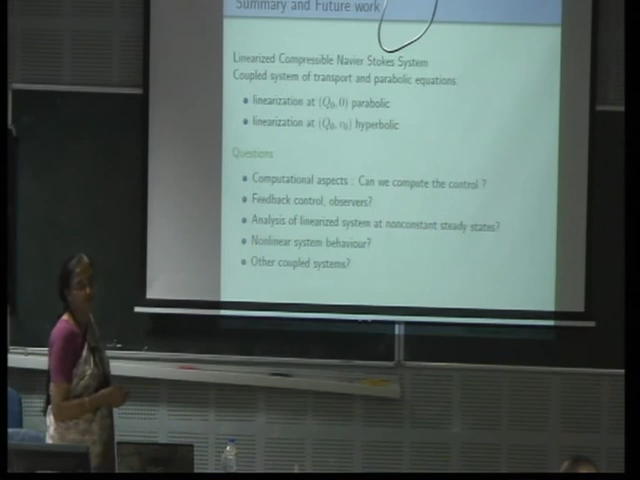 Summary and Future work
Linearized Compressible Navier Stokes System
Coupled system of transport and parabolic equations.
linearization at (Q₀, 0) parabolic
linearization at (Q₀, v₀) hyperbolic
Questions
Computational aspects : Can we compute the control ?
Feedback control, observers?
Analysis of linearized system at nonconstant steady states?
Nonlinear system behaviour?
Other coupled systems?